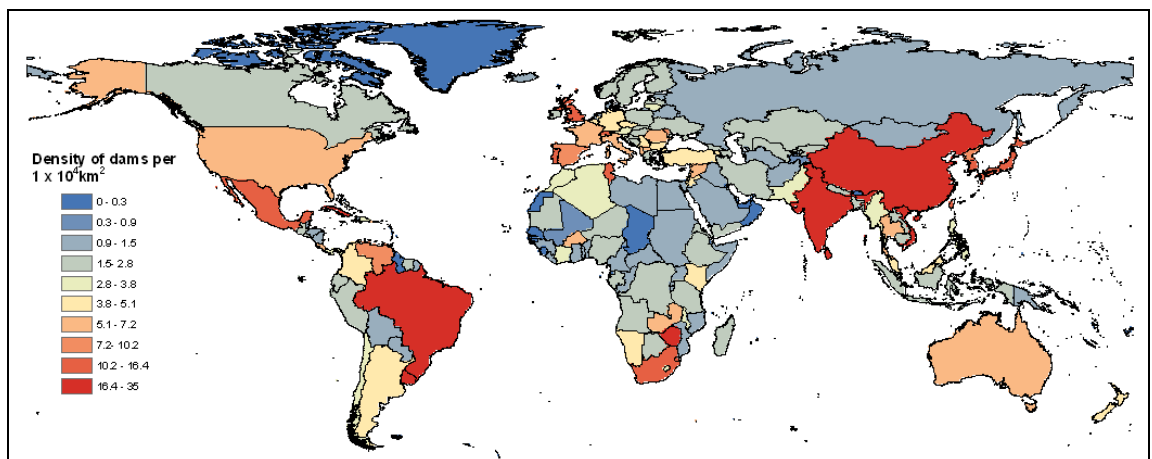 Density of dams per
1 x 10⁴km²
0 - 0.3
0.3 - 0.9
0.9 - 1.5
1.5 - 2.8
2.8 - 3.8
3.8 - 5.1
5.1 - 7.2
7.2 - 10.2
10.2 - 16.4
16.4 - 35